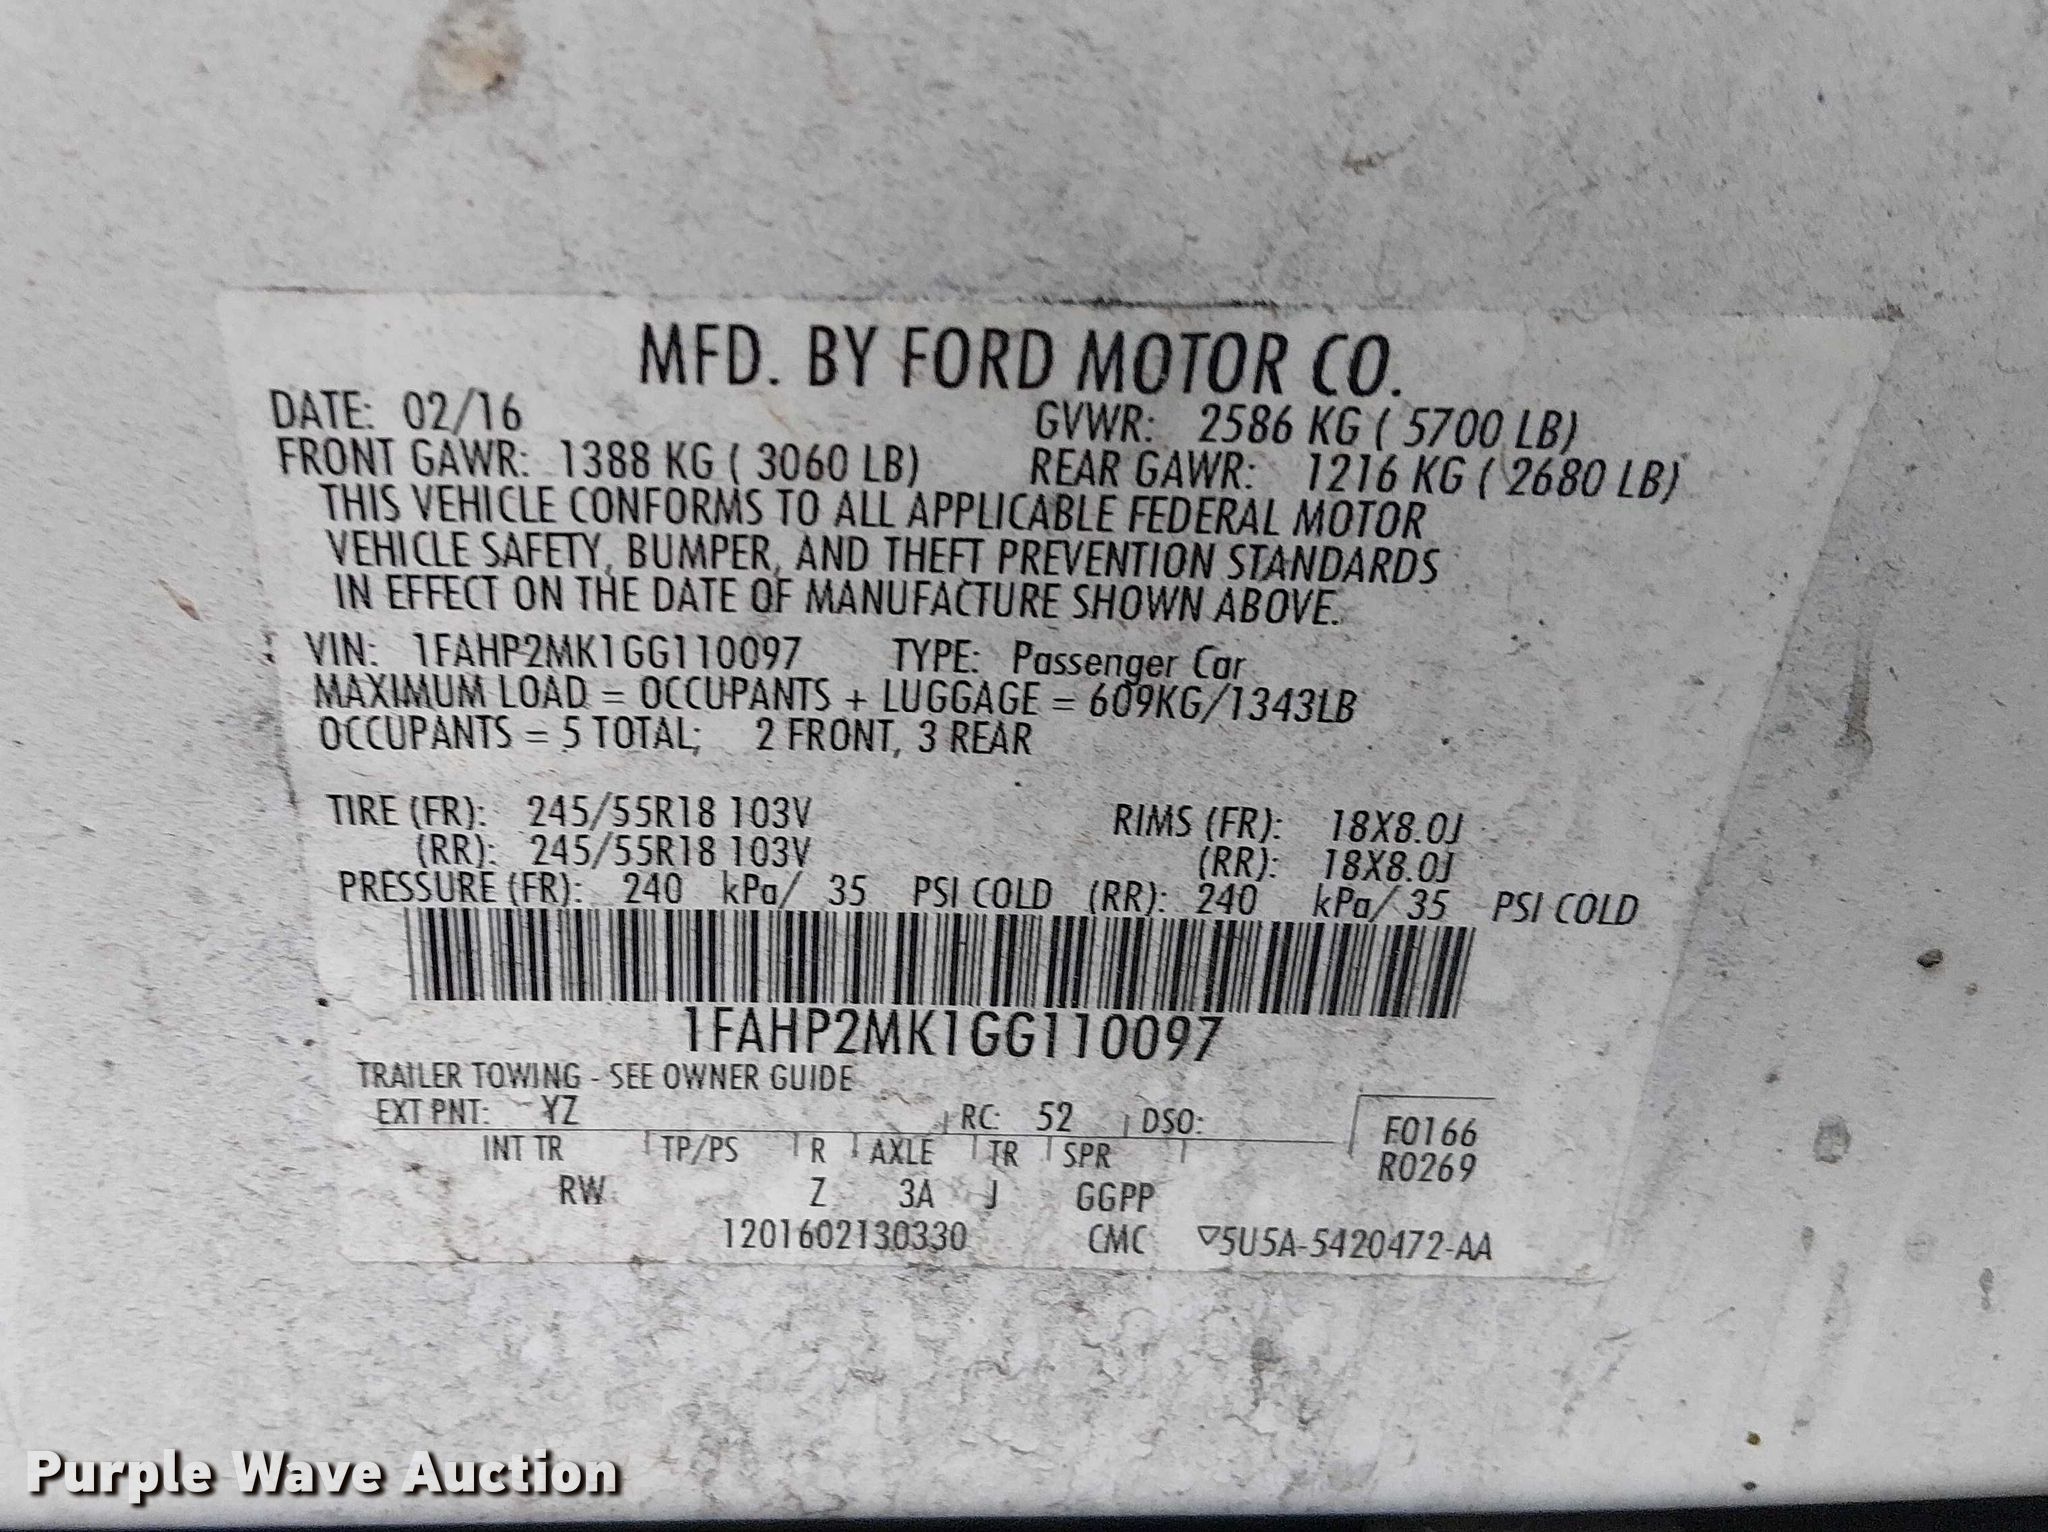 MFD. BY FORD MOTOR CO.
DATE: 02/16 GVWR: 2586 KG ( 5700 LB)
FRONT GAWR: 1388 KG ( 3060 LB) REAR GAWR: 1216 KG ( 2680 LB)
THIS VEHICLE CONFORMS TO ALL APPLICABLE FEDERAL MOTOR
VEHICLE SAFETY, BUMPER, AND THEFT PREVENTION STANDARDS
IN EFFECT ON THE DATE OF MANUFACTURE SHOWN ABOVE.
VIN: 1FAHP2MK1GG110097 TYPE: Passenger Car
MAXIMUM LOAD = OCCUPANTS + LUGGAGE = 609KG/1343LB
OCCUPANTS = 5 TOTAL; 2 FRONT, 3 REAR
TIRE (FR): 245/55R18 103V RIMS (FR): 18X8.0J
(RR): 245/55R18 103V (RR): 18X8.0J
PRESSURE (FR): 240 kPa/ 35 PSI COLD (RR): 240 kPa/ 35 PSI COLD
1FAHP2MK1GG110097
TRAILER TOWING - SEE OWNER GUIDE
EXT PNT: YZ RC: 52 DSO: F0166
INT TR TP/PS R AXLE TR SPR R0269
RW Z 3A J GGPP
1201602130330 CMC ▽5U5A-5420472-AA
Purple Wave Auction